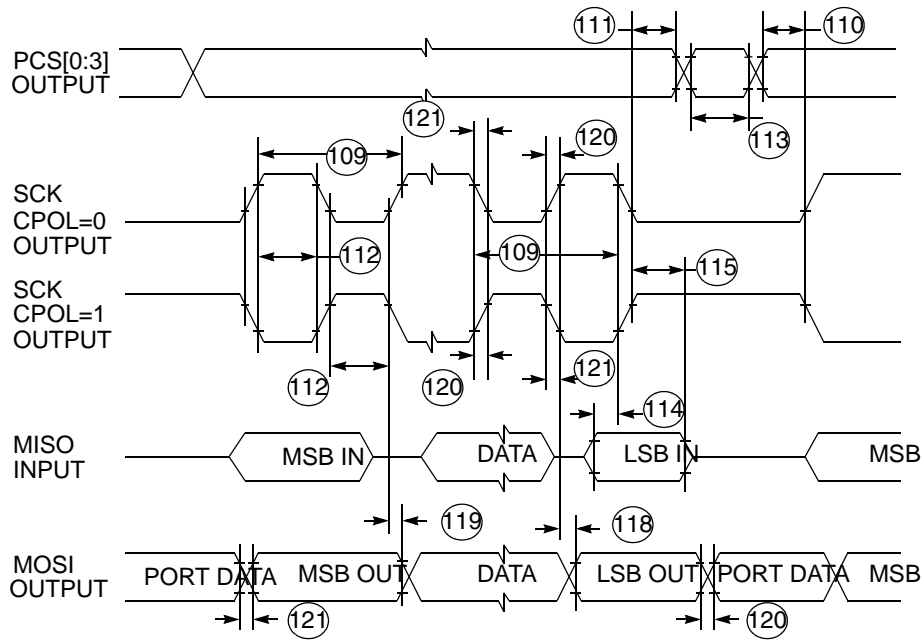 111
110
PCS[0:3]
OUTPUT
121
120
113
109
SCK
CPOL=0
OUTPUT
112
109
115
SCK
CPOL=1
OUTPUT
112
120
121
114
MISO
INPUT
MSB IN
DATA
LSB IN
MSB
119
118
MOSI
OUTPUT
PORT DATA
MSB OUT
DATA
LSB OUT
PORT DATA
MSB
121
120